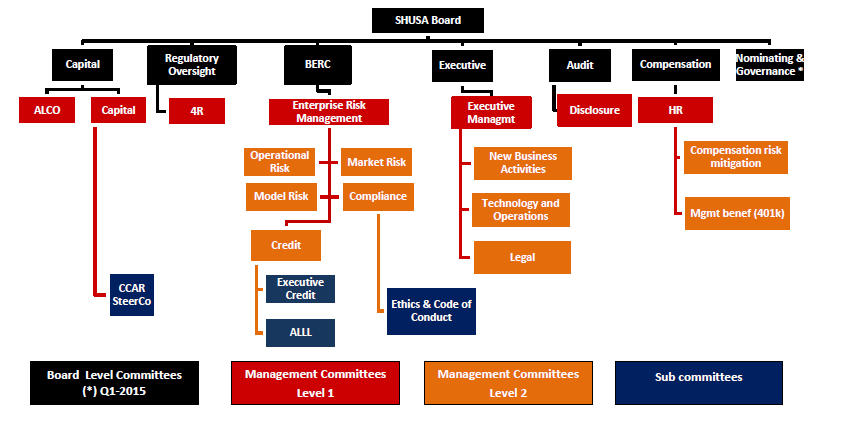 SHUSA Board
Capital
Regulatory
Oversight
BERC
Executive
Audit
Compensation
Nominating &
Governance *
ALCO
Capital
4R
Enterprise Risk
Management
Executive
Managmt
Disclosure
HR
Operational
Risk
Market Risk
New Business
Activities
Compensation risk
mitigation
Model Risk
Compliance
Technology and
Operations
Mgmt benef (401k)
Credit
Legal
CCAR
SteerCo
Executive
Credit
Ethics & Code of
Conduct
ALLL
Board Level Committees
(*) Q1-2015
Management Committees
Level 1
Management Committees
Level 2
Sub committees